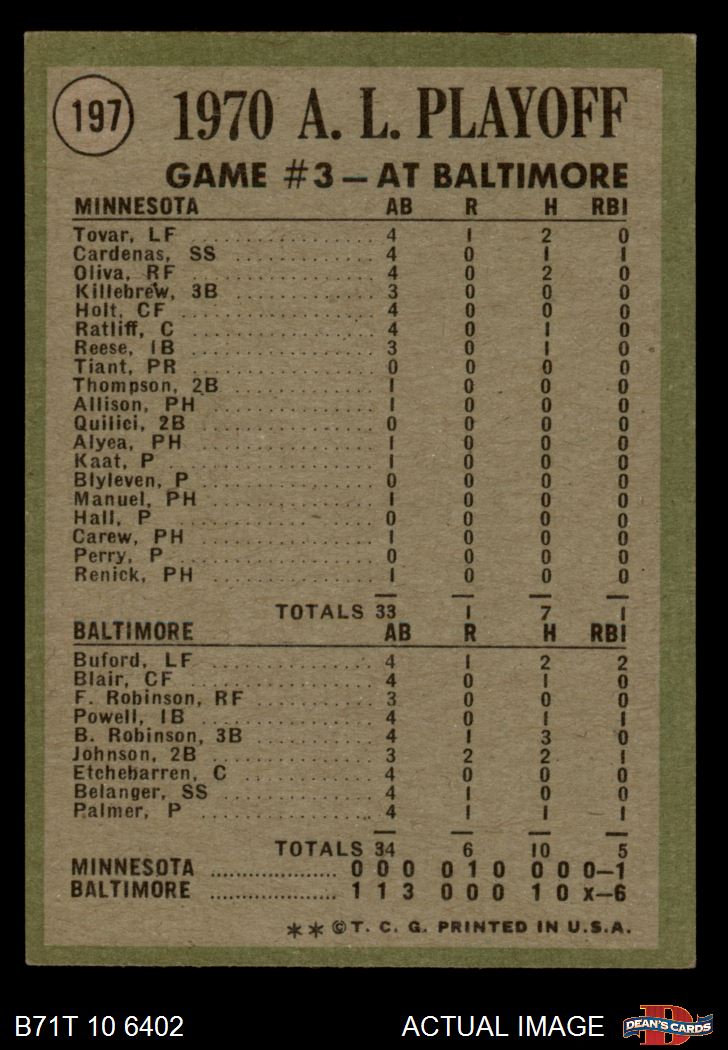 197
1970 A. L. PLAYOFF
GAME #3 – AT BALTIMORE
MINNESOTA AB R H RBI
Tovar, LF 4 1 2 0
Cardenas, SS 4 0 1 1
Oliva, RF 4 0 2 0
Killebrew, 3B 3 0 0 0
Holt, CF 4 0 0 0
Ratliff, C 4 0 1 0
Reese, 1B 3 0 1 0
Tiant, PR 0 0 0 0
Thompson, 2B 1 0 0 0
Allison, PH 1 0 0 0
Quilici, 2B 0 0 0 0
Alyea, PH 1 0 0 0
Kaat, P 1 0 0 0
Blyleven, P 0 0 0 0
Manuel, PH 1 0 0 0
Hall, P 0 0 0 0
Carew, PH 1 0 0 0
Perry, P 0 0 0 0
Renick, PH 1 0 0 0
TOTALS 33 1 7 1
BALTIMORE AB R H RBI
Buford, LF 4 1 2 2
Blair, CF 4 0 1 0
F. Robinson, RF 3 0 0 0
Powell, 1B 4 0 1 1
B. Robinson, 3B 4 1 3 0
Johnson, 2B 3 2 2 1
Etchebarren, C 4 0 0 0
Belanger, SS 4 1 0 0
Palmer, P 4 1 1 1
TOTALS 34 6 10 5
MINNESOTA 0 0 0 0 1 0 0 0 0–1
BALTIMORE 1 1 3 0 0 0 1 0 x–6
**©T. C. G. PRINTED IN U.S.A.
B71T 10 6402 ACTUAL IMAGE
D
DEAN'S CARDS